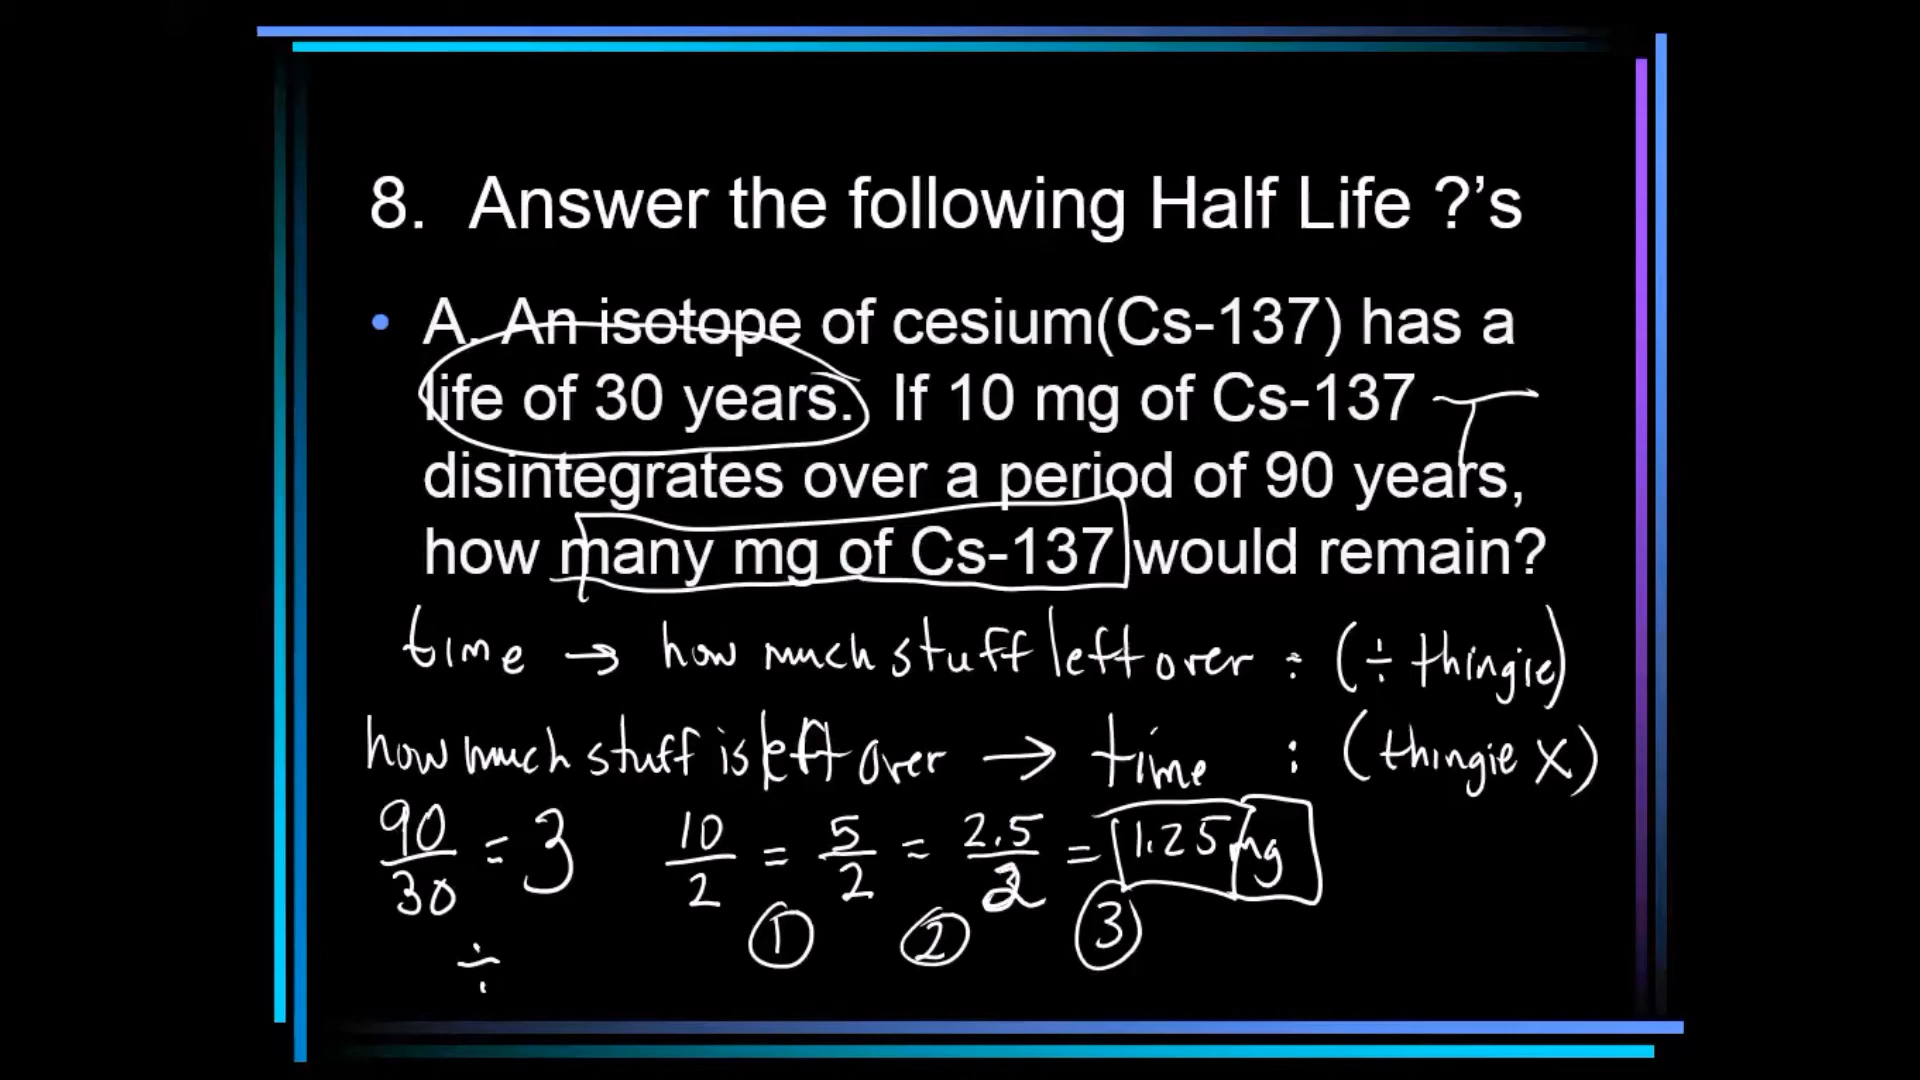 8. Answer the following Half Life ?’s
• A. An isotope of cesium(Cs-137) has a
life of 30 years. If 10 mg of Cs-137
disintegrates over a period of 90 years,
how many mg of Cs-137 would remain?
time → how much stuff left over : (÷ thingie)
how much stuff is left over → time : (thingie X)
90/30 = 3 10/2 = 5/2 = 2.5/2 = 1.25 mg
÷ 1 2 3